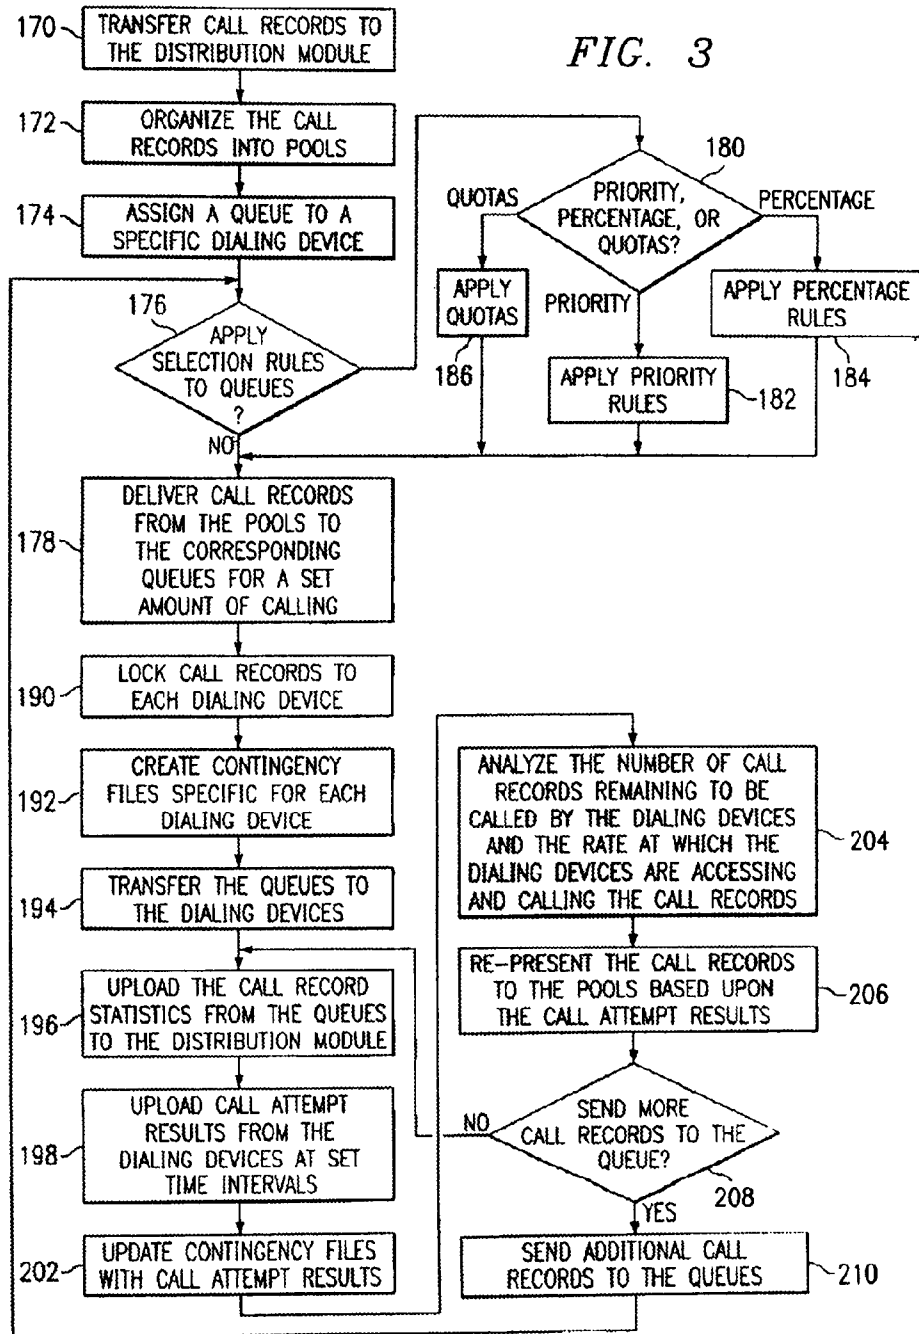 FIG. 3
170
TRANSFER CALL RECORDS TO
THE DISTRIBUTION MODULE
172
ORGANIZE THE CALL
RECORDS INTO POOLS
174
ASSIGN A QUEUE TO A
SPECIFIC DIALING DEVICE
176
APPLY
SELECTION RULES
TO QUEUES
?
NO
180
PRIORITY,
PERCENTAGE, OR
QUOTAS?
QUOTAS
PERCENTAGE
PRIORITY
APPLY
QUOTAS
186
APPLY PRIORITY
RULES
182
APPLY PERCENTAGE
RULES
184
178
DELIVER CALL RECORDS
FROM THE POOLS TO
THE CORRESPONDING
QUEUES FOR A SET
AMOUNT OF CALLING
190
LOCK CALL RECORDS TO
EACH DIALING DEVICE
192
CREATE CONTINGENCY
FILES SPECIFIC FOR EACH
DIALING DEVICE
194
TRANSFER THE QUEUES TO
THE DIALING DEVICES
196
UPLOAD THE CALL RECORD
STATISTICS FROM THE QUEUES
TO THE DISTRIBUTION MODULE
198
UPLOAD CALL ATTEMPT
RESULTS FROM THE
DIALING DEVICES AT SET
TIME INTERVALS
202
UPDATE CONTINGENCY FILES
WITH CALL ATTEMPT RESULTS
ANALYZE THE NUMBER OF CALL
RECORDS REMAINING TO BE
CALLED BY THE DIALING DEVICES
AND THE RATE AT WHICH THE
DIALING DEVICES ARE ACCESSING
AND CALLING THE CALL RECORDS
204
RE-PRESENT THE CALL RECORDS
TO THE POOLS BASED UPON
THE CALL ATTEMPT RESULTS
206
SEND MORE
CALL RECORDS TO THE
QUEUE?
NO
208
YES
SEND ADDITIONAL CALL
RECORDS TO THE QUEUES
210